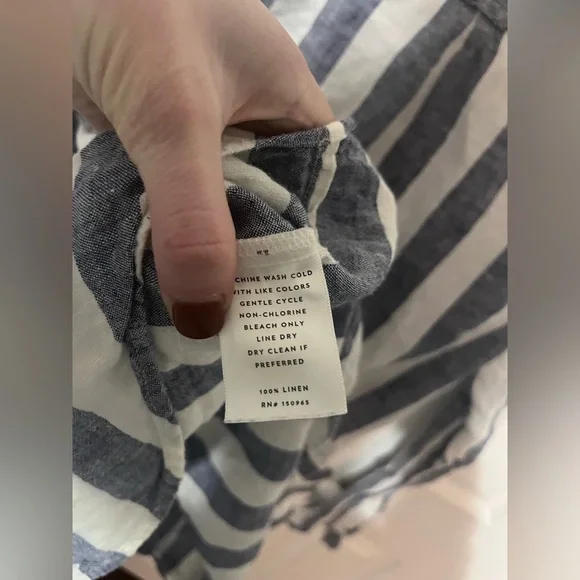 CHINE WASH COLD
WITH LIKE COLORS
GENTLE CYCLE
NON-CHLORINE
BLEACH ONLY
LINE DRY
DRY CLEAN IF
PREFERRED
100% LINEN
RN# 150965